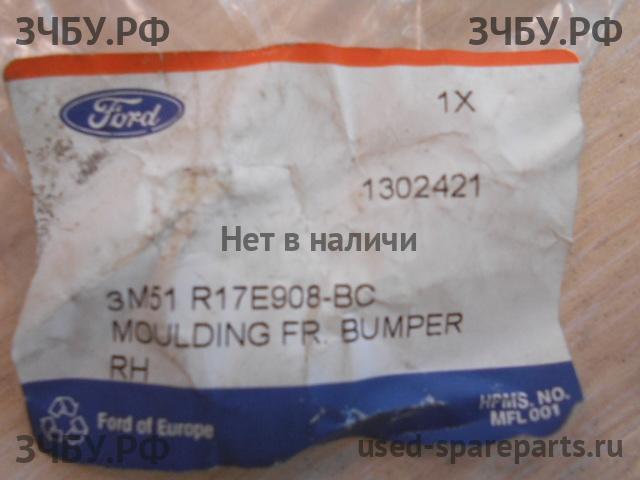 ЗЧБУ.РФ ЗЧБУ.РФ
Ford
1X
1302421
Нет в наличи
3M51 R17E908-BC
MOULDING FR. BUMPER
RH
Ford of Europe
HPMS. NO.
MFL 001
ЗЧБУ.РФ used-spareparts.ru